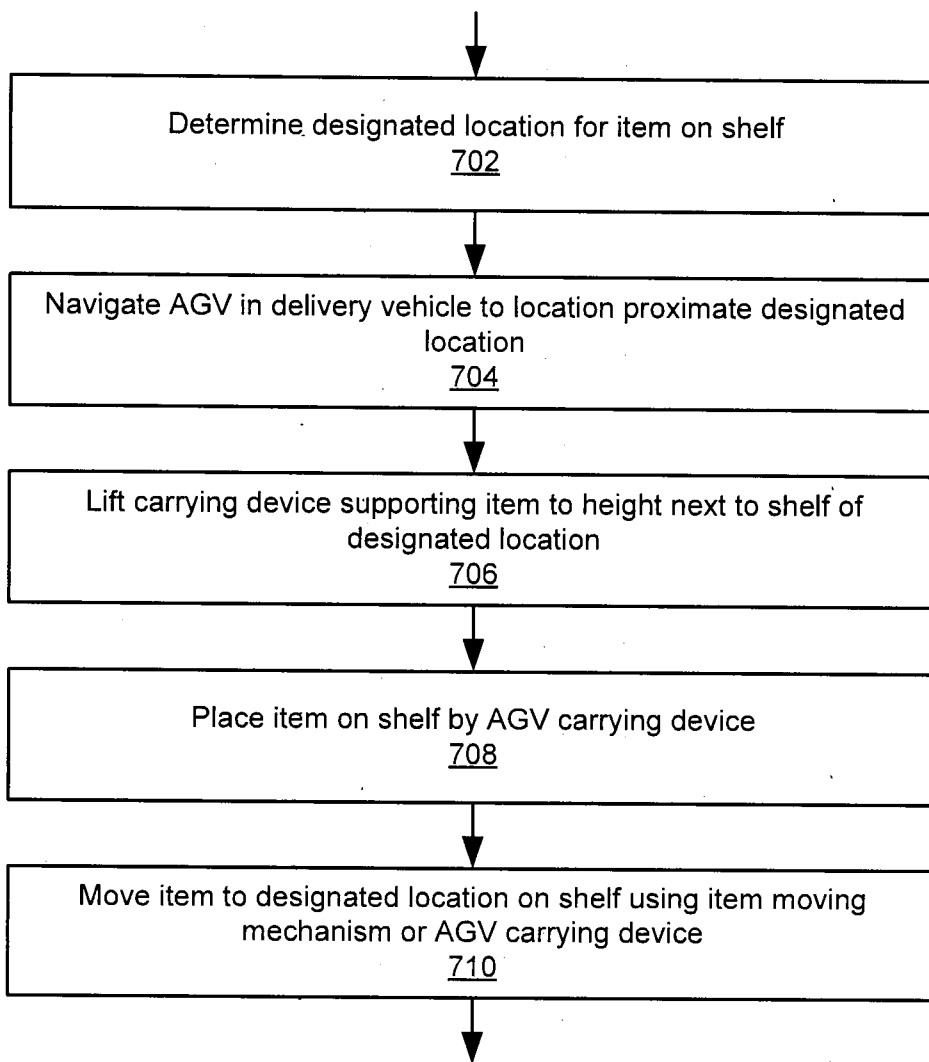 Determine designated location for item on shelf
702
Navigate AGV in delivery vehicle to location proximate designated
location
704
Lift carrying device supporting item to height next to shelf of
designated location
706
Place item on shelf by AGV carrying device
708
Move item to designated location on shelf using item moving
mechanism or AGV carrying device
710